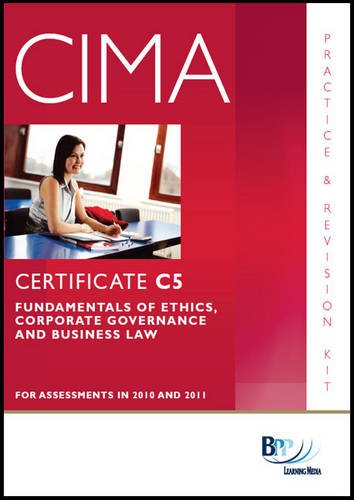 CIMA
PRACTICE & REVISION KIT
CERTIFICATE C5
FUNDAMENTALS OF ETHICS,
CORPORATE GOVERNANCE
AND BUSINESS LAW
FOR ASSESSMENTS IN 2010 AND 2011
BPP
LEARNING MEDIA